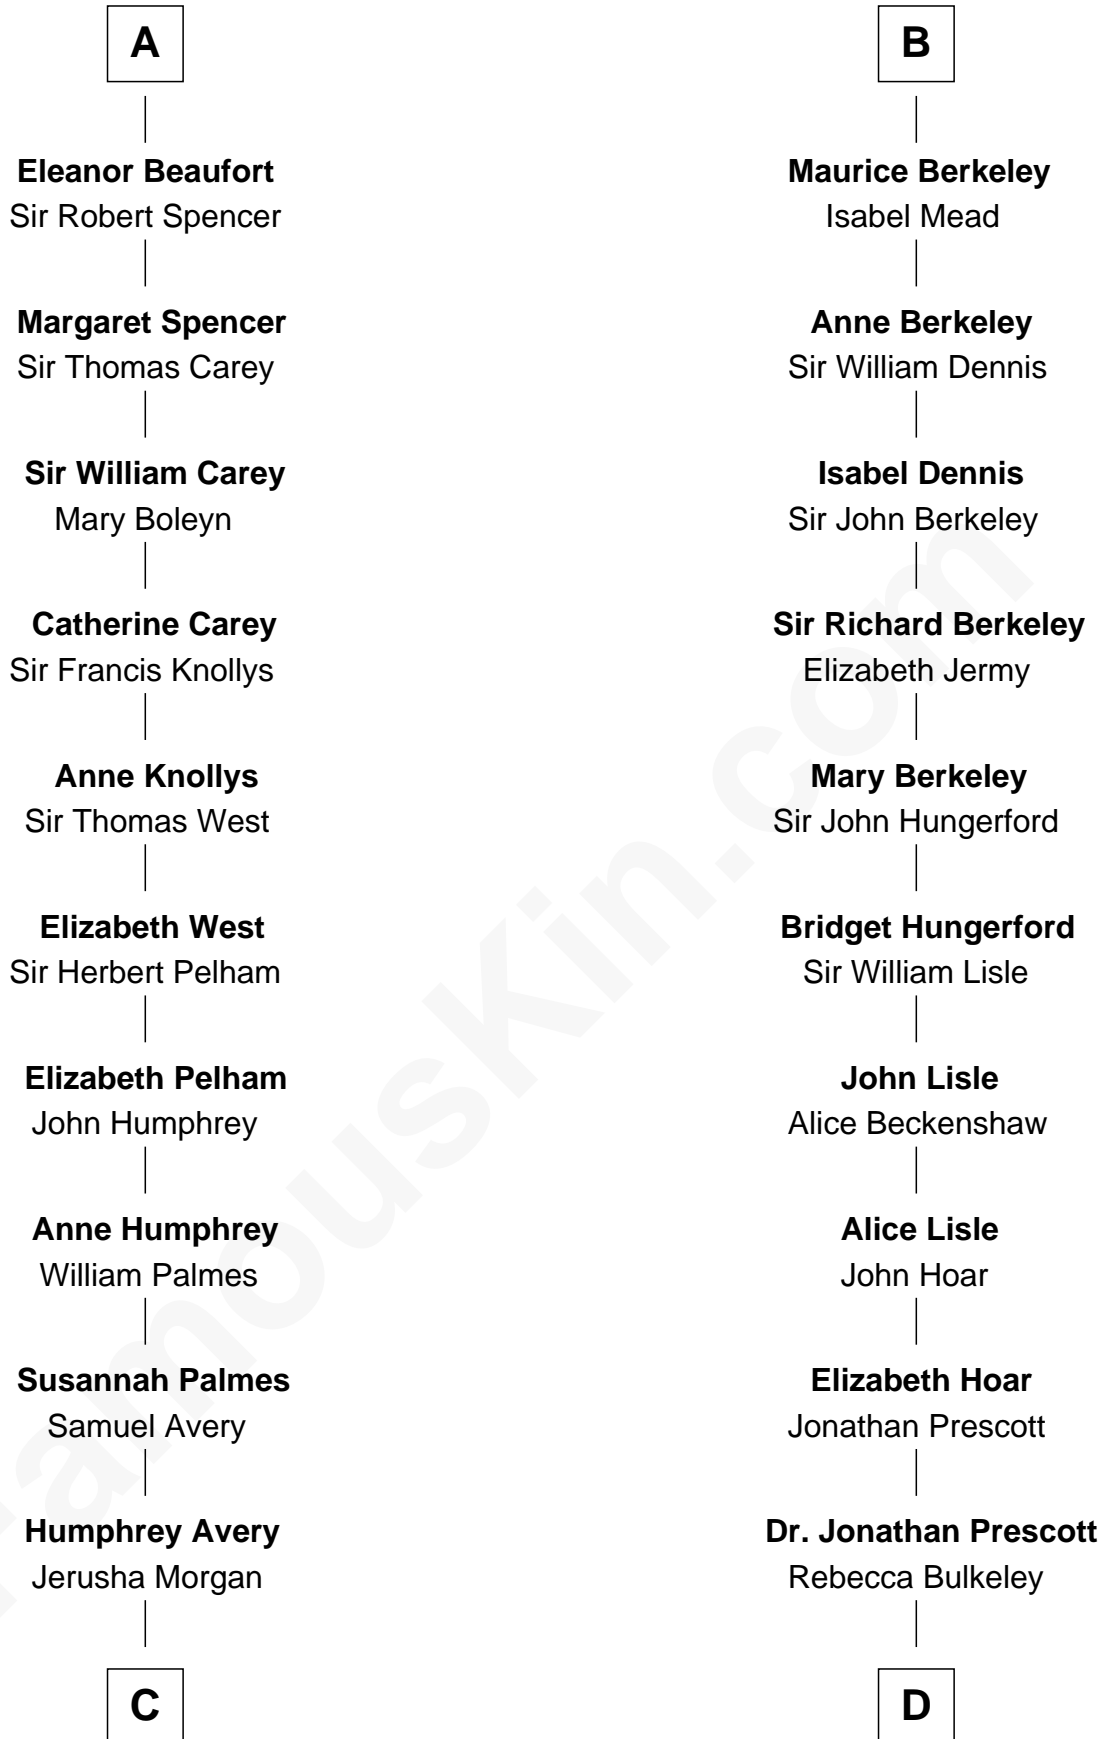 A
Eleanor Beaufort
Sir Robert Spencer
Margaret Spencer
Sir Thomas Carey
Sir William Carey
Mary Boleyn
Catherine Carey
Sir Francis Knollys
Anne Knollys
Sir Thomas West
Elizabeth West
Sir Herbert Pelham
Elizabeth Pelham
John Humphrey
Anne Humphrey
William Palmes
Susannah Palmes
Samuel Avery
Humphrey Avery
Jerusha Morgan
C
B
Maurice Berkeley
Isabel Mead
Anne Berkeley
Sir William Dennis
Isabel Dennis
Sir John Berkeley
Sir Richard Berkeley
Elizabeth Jermy
Mary Berkeley
Sir John Hungerford
Bridget Hungerford
Sir William Lisle
John Lisle
Alice Beckenshaw
Alice Lisle
John Hoar
Elizabeth Hoar
Jonathan Prescott
Dr. Jonathan Prescott
Rebecca Bulkeley
D
FamousKin.com